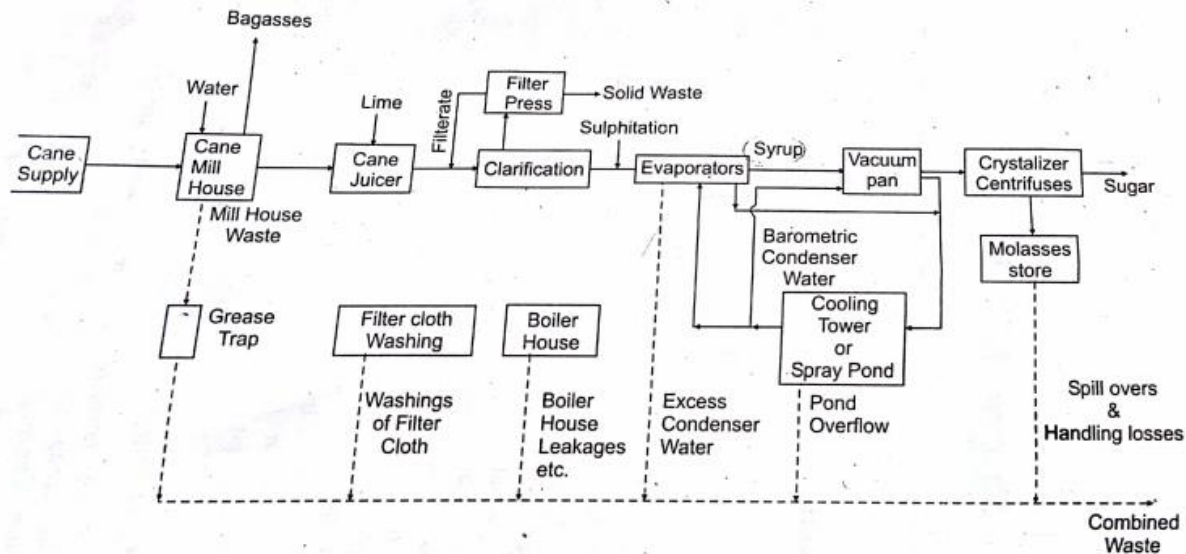 Bagasses
Water
Lime
Filterate
Filter
Press
Solid Waste
Sulphitation
Cane
Supply
Cane
Mill
House
Cane
Juicer
Clarification
Evaporators
(Syrup)
Vacuum
pan
Crystalizer
Centrifuses
Sugar
Mill House
Waste
Barometric
Condenser
Water
Molasses
store
Grease
Trap
Filter cloth
Washing
Boiler
House
Cooling
Tower
or
Spray Pond
Washings
of Filter
Cloth
Boiler
House
Leakages
etc.
Excess
Condenser
Water
Pond
Overflow
Spill overs
&
Handling losses
Combined
Waste